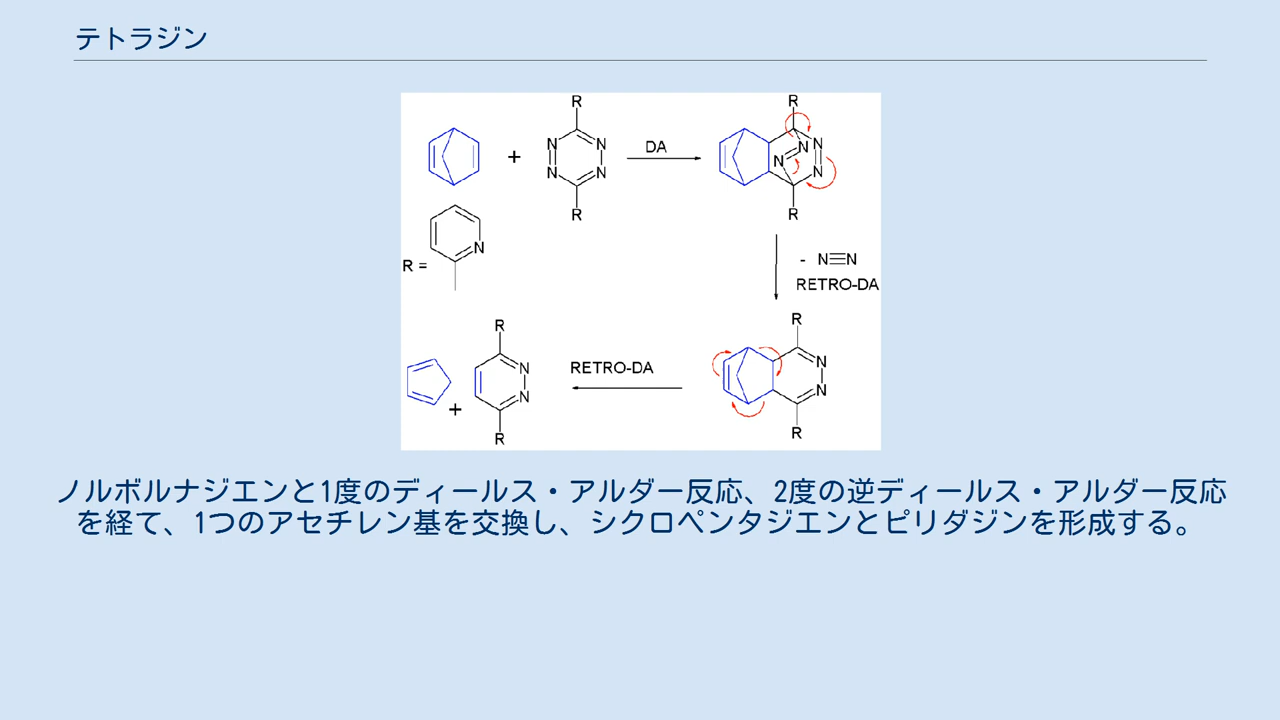 テトラジン
R R
+ N N N N DA N N N N
R R
N
R =
- N≡N
RETRO-DA
R R
RETRO-DA
N N
N N
+
R R
ノルボルナジエンと1度のディールス・アルダー反応、2度の逆ディールス・アルダー反応
を経て、1つのアセチレン基を交換し、シクロペンタジエンとピリダジンを形成する。